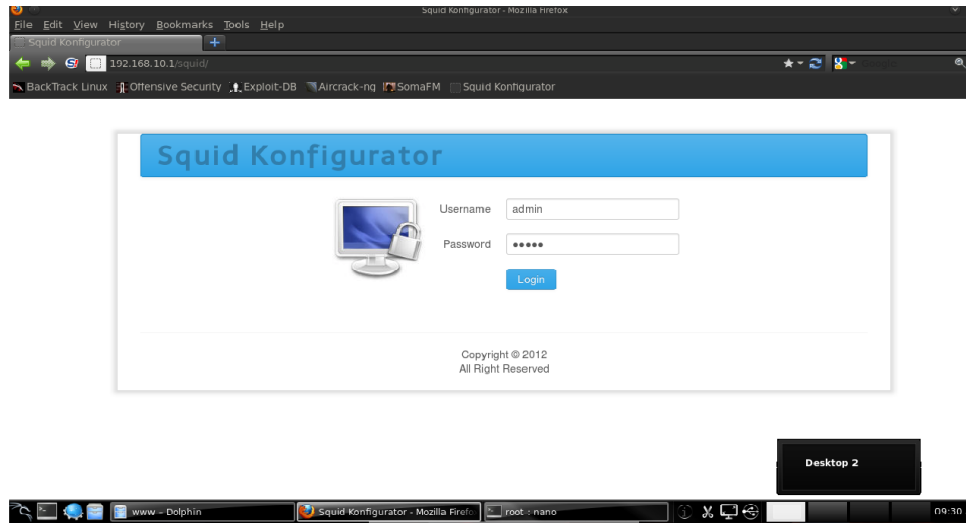 Squid Konfigurator - Mozilla Firefox
File Edit View History Bookmarks Tools Help
Squid Konfigurator
192.168.10.1/squid/
BackTrack Linux Offensive Security Exploit-DB Aircrack-ng SomaFM Squid Konfigurator
Squid Konfigurator
Username admin
Password
Login
Copyright © 2012
All Right Reserved
Desktop 2
www – Dolphin Squid Konfigurator - Mozilla Firefo root : nano 09:30